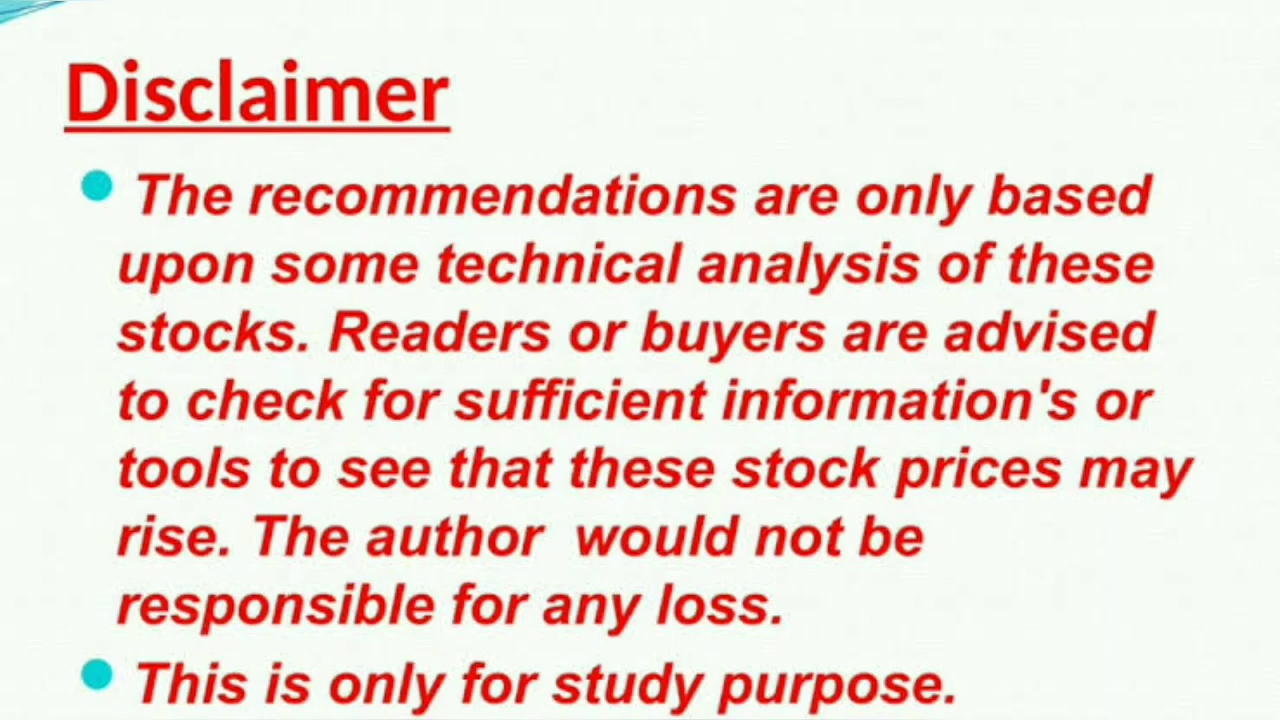 Disclaimer
The recommendations are only based
upon some technical analysis of these
stocks. Readers or buyers are advised
to check for sufficient information's or
tools to see that these stock prices may
rise. The author  would not be
responsible for any loss.
This is only for study purpose.